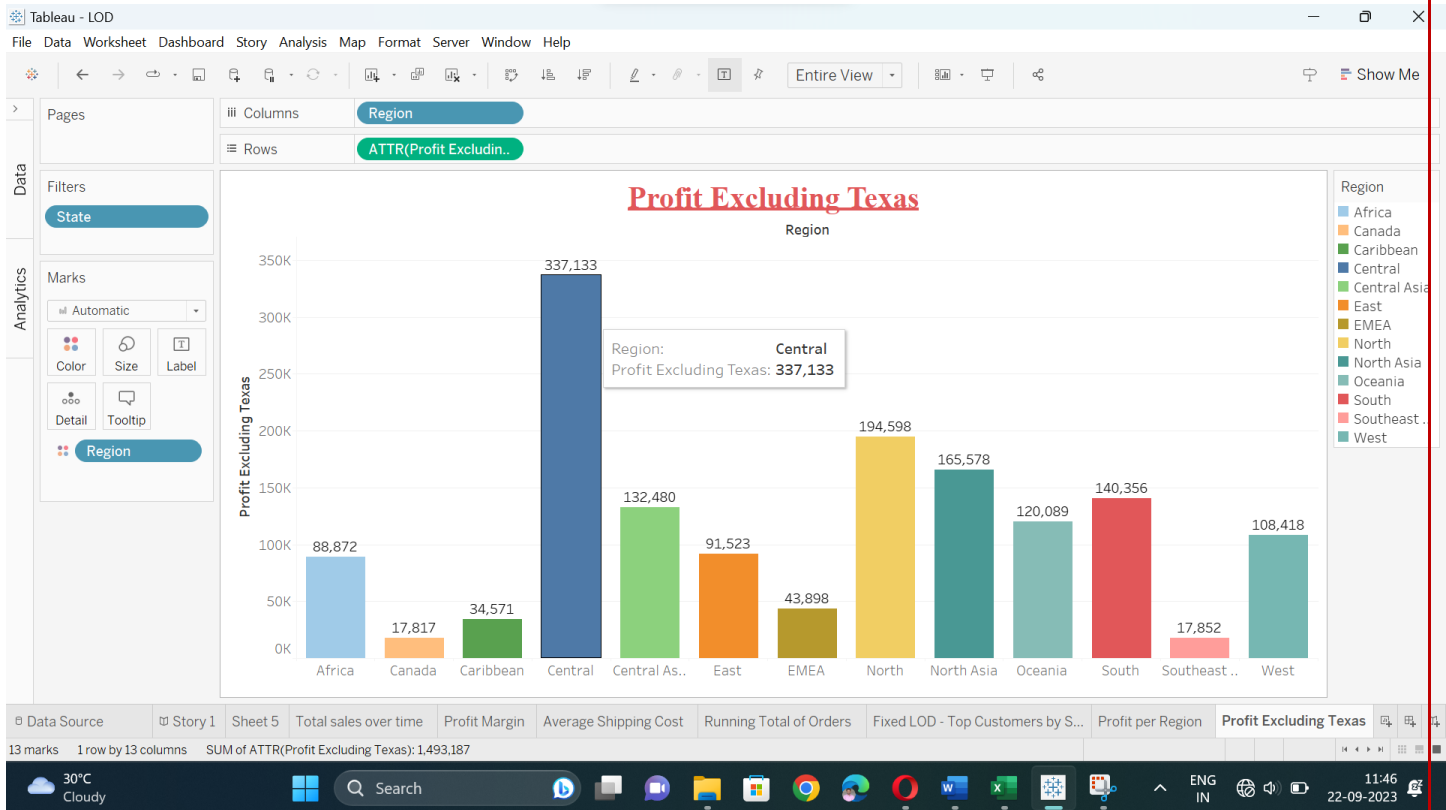 Tableau - LOD
File Data Worksheet Dashboard Story Analysis Map Format Server Window Help
Entire View
Show Me
Pages
Columns
Region
Rows
ATTR(Profit Excludin..
Data
Analytics
Filters
State
Marks
Automatic
Color Size Label
Detail Tooltip
Region
Profit Excluding Texas
Region
Profit Excluding Texas
350K
300K
250K
200K
150K
100K
50K
0K
88,872
17,817
34,571
337,133
132,480
91,523
43,898
194,598
165,578
120,089
140,356
17,852
108,418
Region: Central
Profit Excluding Texas: 337,133
Africa Canada Caribbean Central Central As.. East EMEA North North Asia Oceania South Southeast .. West
Region
Africa
Canada
Caribbean
Central
Central Asia
East
EMEA
North
North Asia
Oceania
South
Southeast ..
West
Data Source Story 1 Sheet 5 Total sales over time Profit Margin Average Shipping Cost Running Total of Orders Fixed LOD - Top Customers by S... Profit per Region Profit Excluding Texas
13 marks 1 row by 13 columns SUM of ATTR(Profit Excluding Texas): 1,493,187
30°C
Cloudy
Search
ENG
IN
11:46
22-09-2023